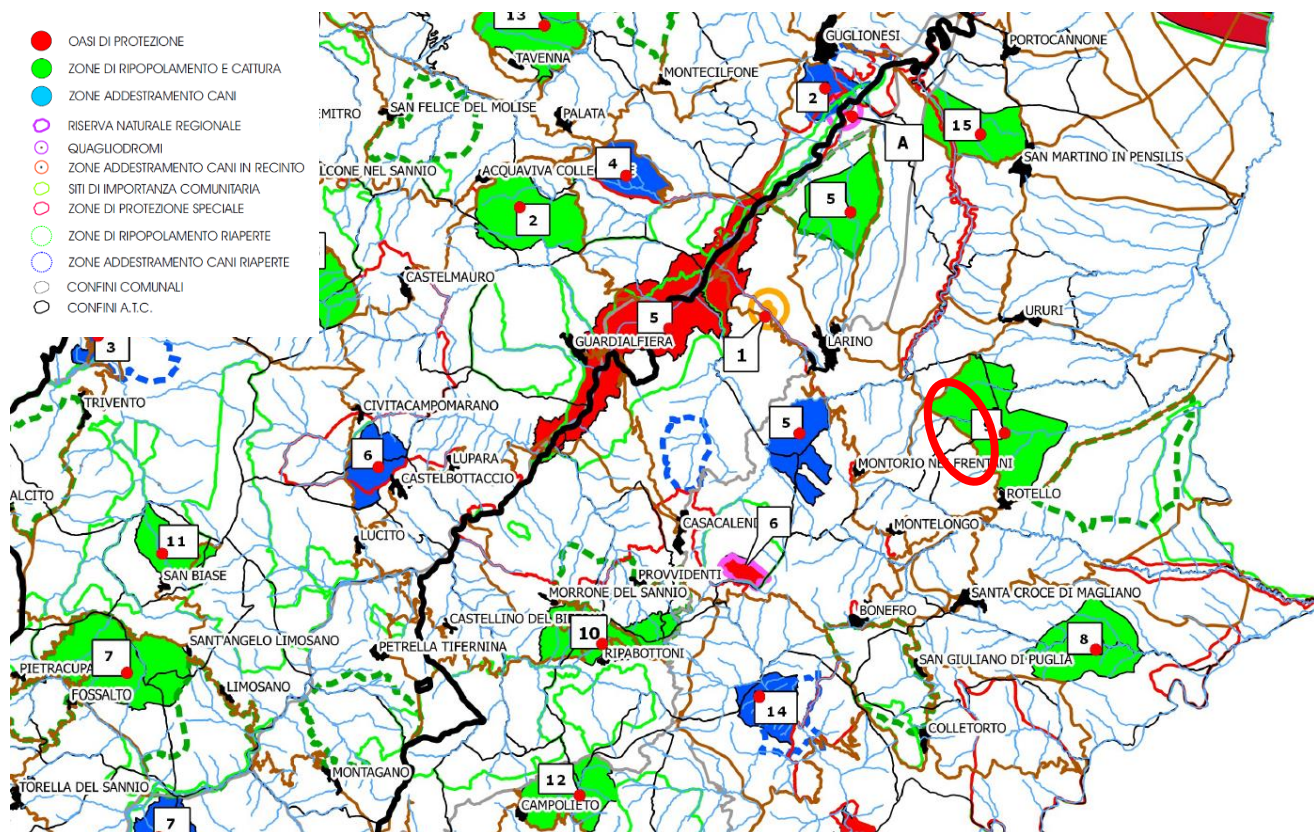 OASI DI PROTEZIONE
ZONE DI RIPOPOLAMENTO E CATTURA
ZONE ADDESTRAMENTO CANI
RISERVA NATURALE REGIONALE
QUAGLIODROMI
ZONE ADDESTRAMENTO CANI IN RECINTO
SITI DI IMPORTANZA COMUNITARIA
ZONE DI PROTEZIONE SPECIALE
ZONE DI RIPOPOLAMENTO RIAPERTE
ZONE ADDESTRAMENTO CANI RIAPERTE
CONFINI COMUNALI
CONFINI A.T.C.
13
TAVENNA
MONTECILFONE
GUGLIONESI
PORTOCANNONE
EMITRO
SAN FELICE DEL MOLISE
PALATA
2
A
15
SAN MARTINO IN PENSILIS
LCONE NEL SANNIO
ACQUAVIVA COLLE
E
4
2
5
CASTELMAURO
5
GUARDIALFIERA
1
LARINO
URURI
3
TRIVENTO
CIVITACAMPOMARANO
6
LUPARA
CASTELBOTTACCIO
5
MONTORIO NEI FRENTANI
ROTELLO
ALCITO
11
SAN BIASE
LUCITO
CASACALEND
6
MONTELONGO
PROVVIDENTI
MORRONE DEL SANNIO
SANTA CROCE DI MAGLIANO
BONEFRO
CASTELLINO DEL BI
10
RIPABOTTONI
8
SANT'ANGELO LIMOSANO
PETRELLA TIFERNINA
7
PIETRACUPA
FOSSALTO
LIMOSANO
SAN GIULIANO DI PUGLIA
14
COLLETORTO
MONTAGANO
12
CAMPOLIETO
TORELLA DEL SANNIO
7